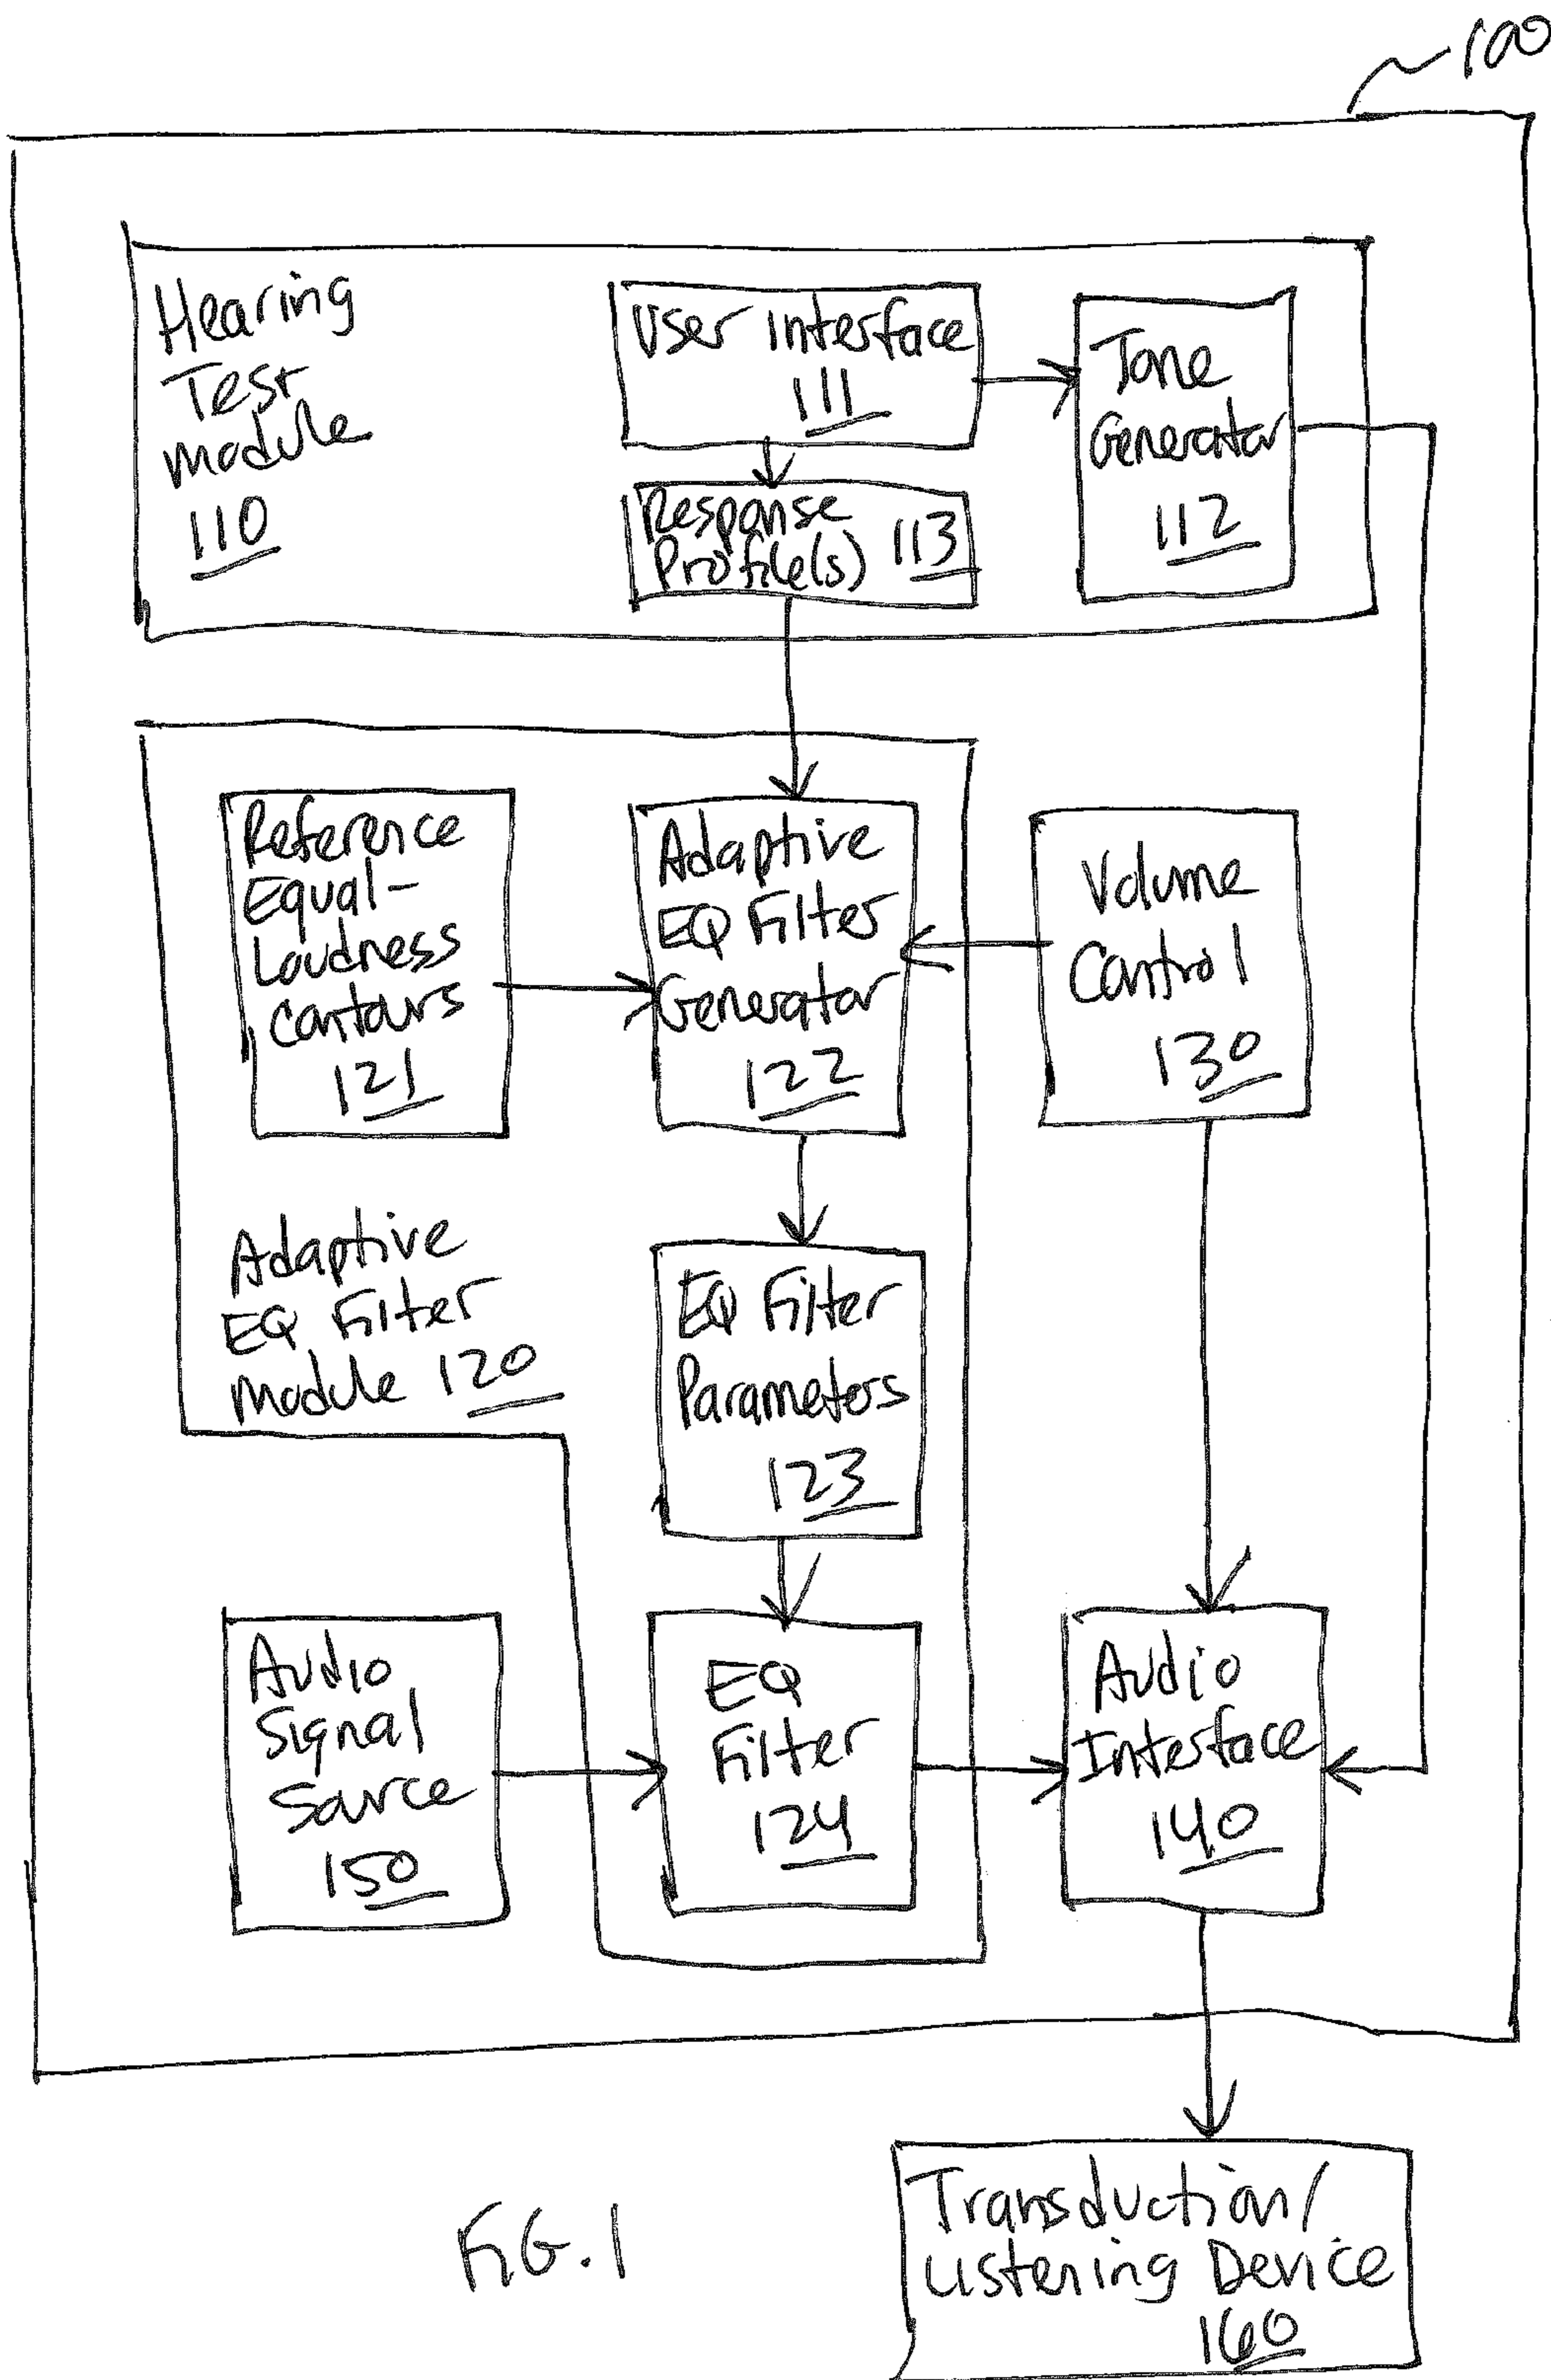 100
Hearing
Test
Module
110
User Interface
111
Tone
Generator
112
Response
Profile(s) 113
Reference
Equal-
Loudness
Contours
121
Adaptive
EQ Filter
Generator
122
Volume
Control
130
Adaptive
EQ Filter
Module 120
EQ Filter
Parameters
123
Audio
Signal
Source
150
EQ
Filter
124
Audio
Interface
140
Transduction/
Listening Device
160
FIG. 1